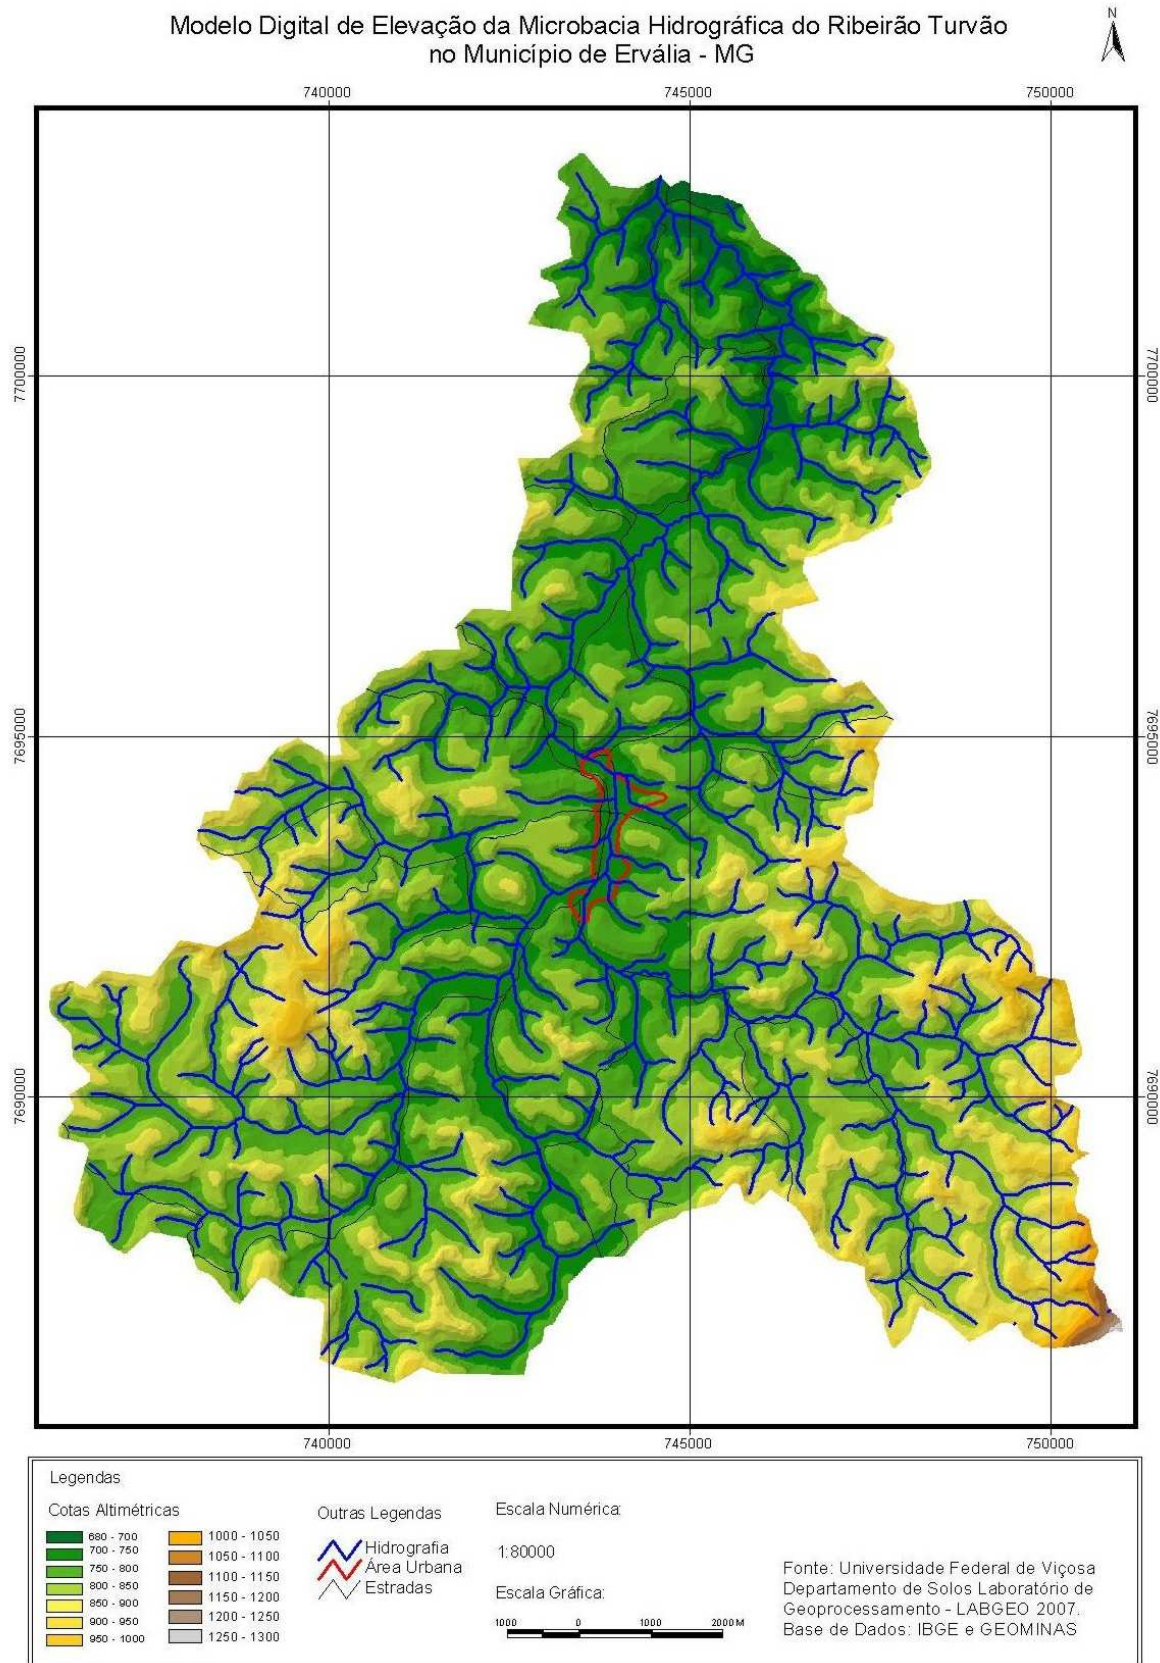 Modelo Digital de Elevação da Microbacia Hidrográfica do Ribeirão Turvão
no Município de Ervália - MG
N
740000
745000
750000
7700000
7700000
7695000
7695000
7690000
7690000
740000
745000
750000
Legendas
Cotas Altimétricas
680 - 700
700 - 750
750 - 800
800 - 850
850 - 900
900 - 950
950 - 1000
1000 - 1050
1050 - 1100
1100 - 1150
1150 - 1200
1200 - 1250
1250 - 1300
Outras Legendas
Hidrografia
Área Urbana
Estradas
Escala Numérica:
1:80000
Escala Gráfica:
1000 0 1000 2000 M
Fonte: Universidade Federal de Viçosa
Departamento de Solos Laboratório de
Geoprocessamento - LABGEO 2007.
Base de Dados: IBGE e GEOMINAS